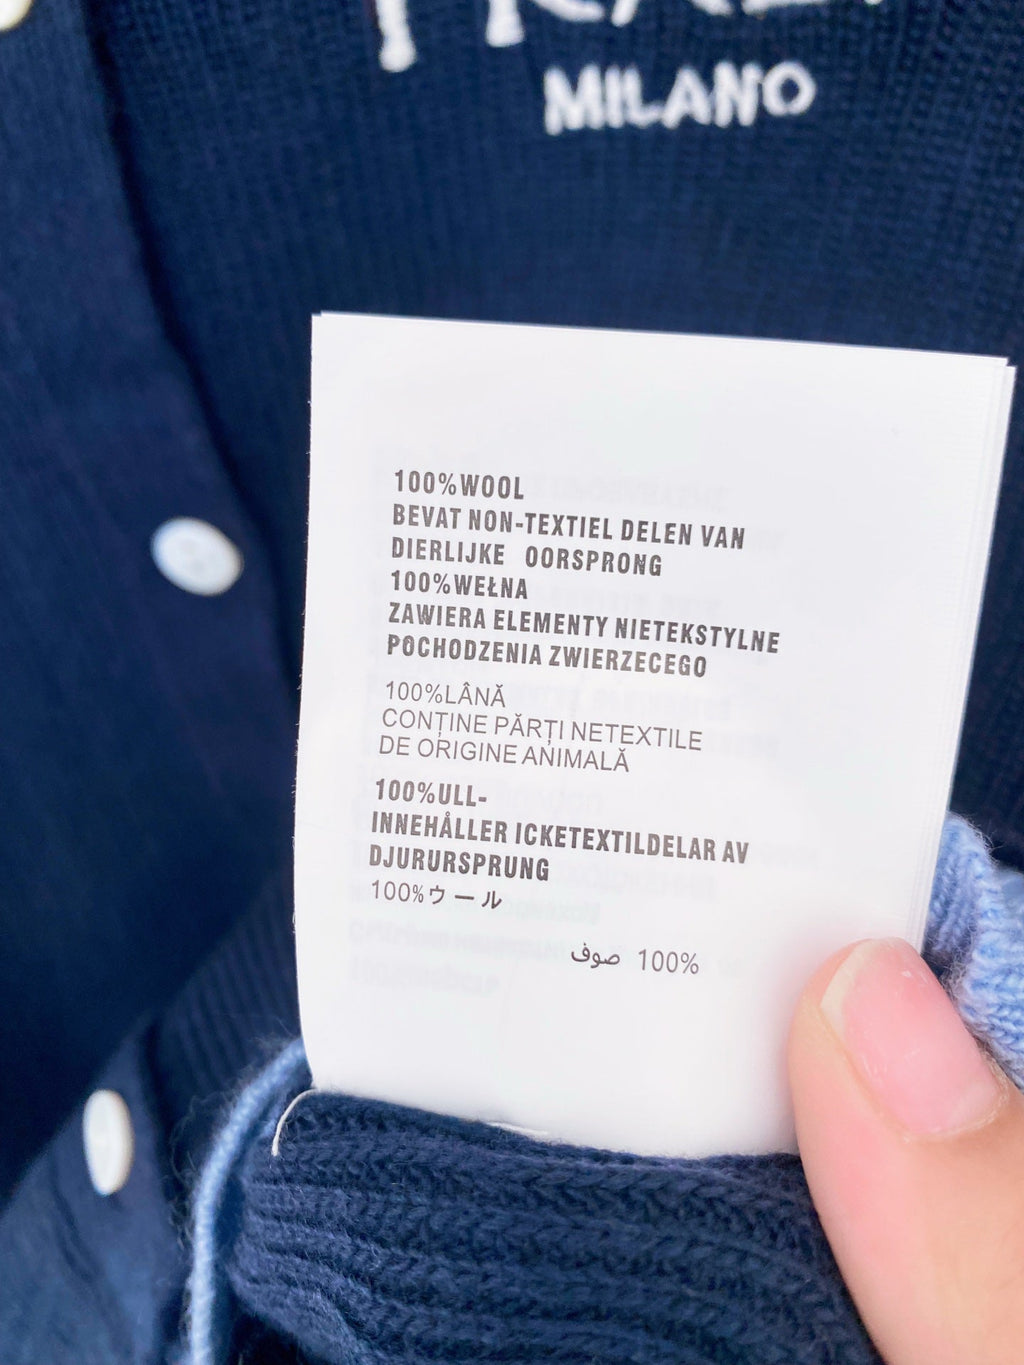 MILANO
100%WOOL
BEVAT NON-TEXTIEL DELEN VAN
DIERLIJKE OORSPRONG
100%WEŁNA
ZAWIERA ELEMENTY NIETEKSTYLNE
POCHODZENIA ZWIERZECEGO
100%LÂNĂ
CONȚINE PĂRȚI NETEXTILE
DE ORIGINE ANIMALĂ
100%ULL-
INNEHÅLLER ICKETEXTILDELAR AV
DJURURSPRUNG
100%ウール
100% صوف